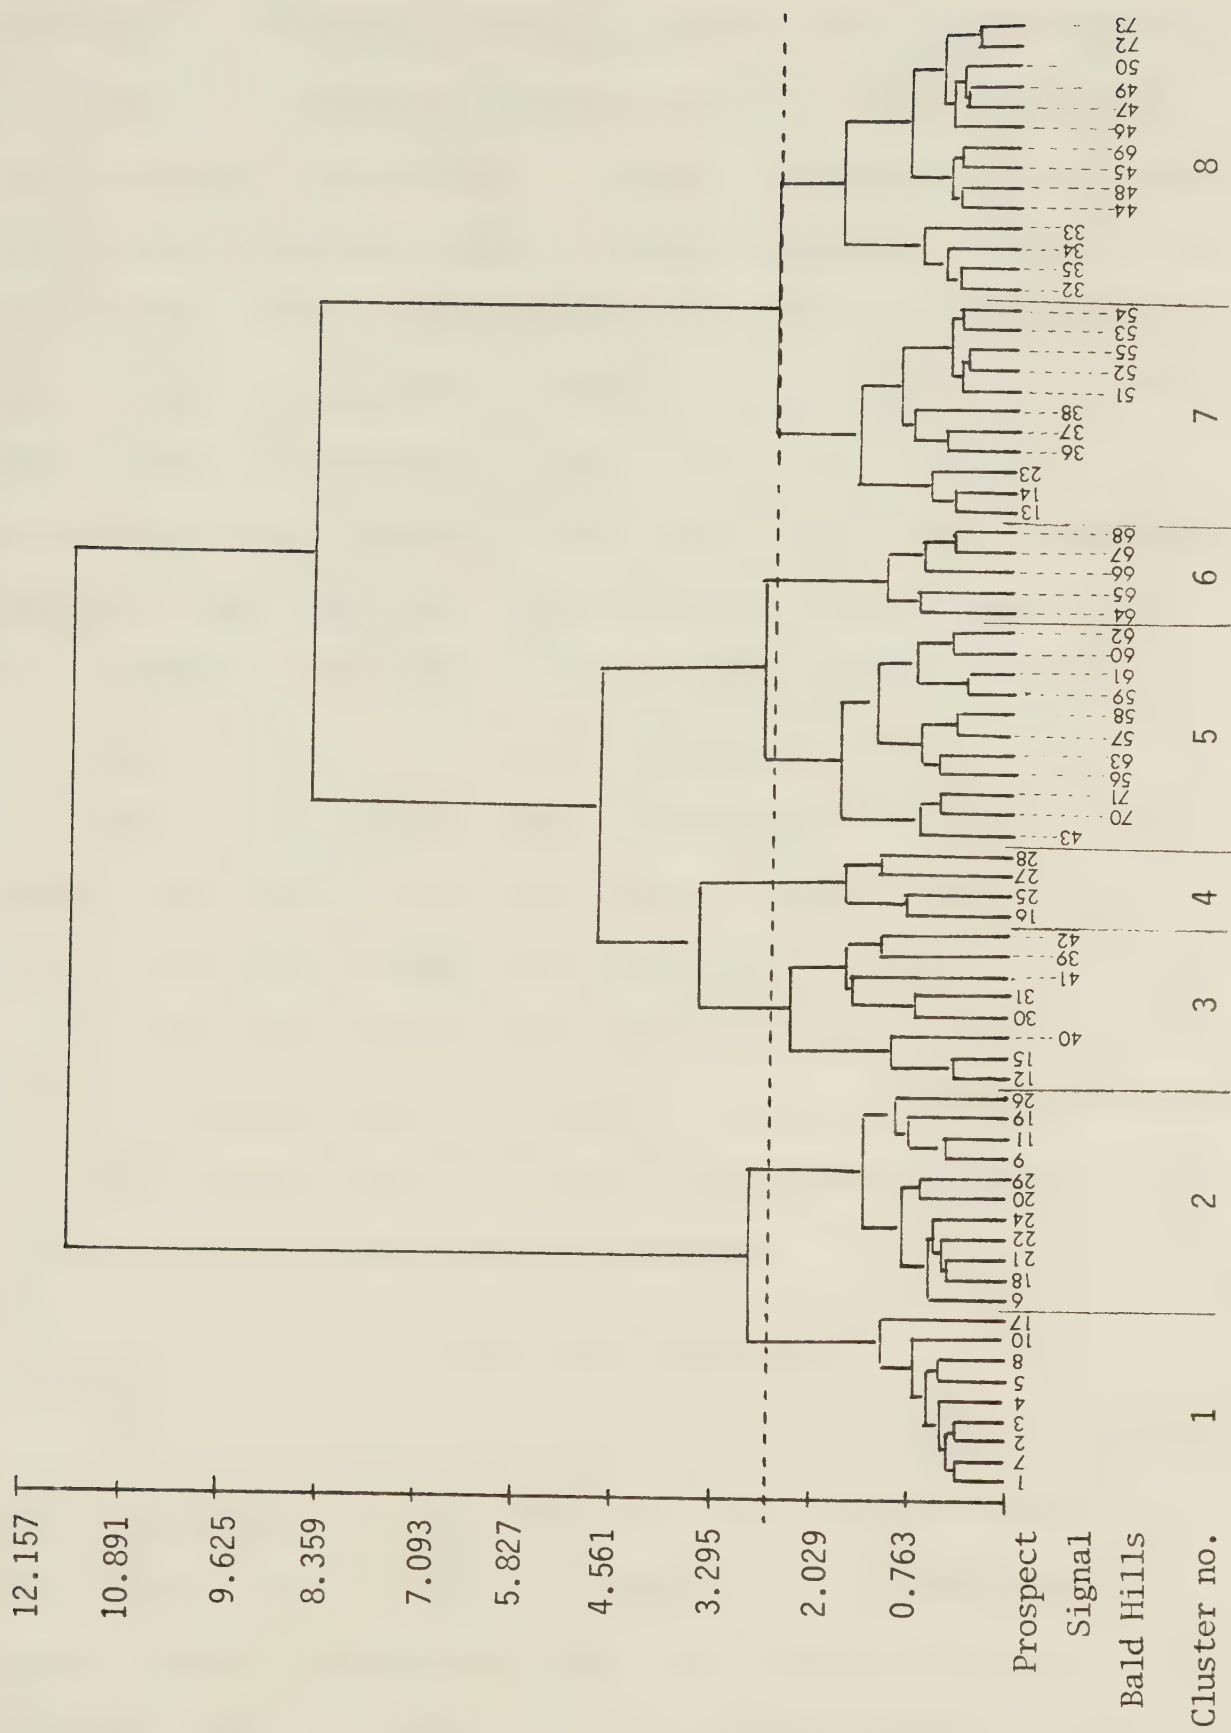 12.157
10.891
9.625
8.359
7.093
5.827
4.561
3.295
2.029
0.763
Prospect 1 7 2 3 4 5 8 10 17 6 18 21 22 24 20 29 9 11 19 26 12 15 30 31 16 25 27 28 13 14 23
Signal 40 41 39 42 43 36 37 38 32 35 34 33
Bald Hills 70 71 56 63 57 58 59 61 60 62 64 65 66 67 68 51 52 55 53 54 44 48 45 69 46 47 49 50 72 73
Cluster no. 1 2 3 4 5 6 7 8